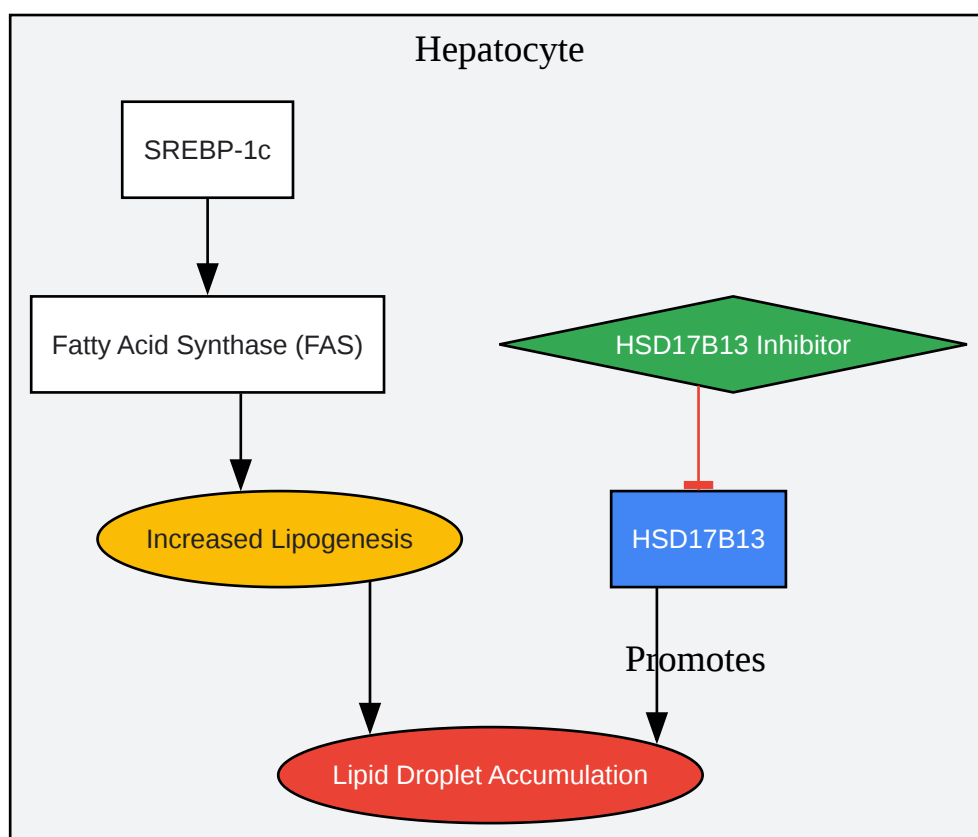 Hepatocyte
SREBP-1c
Fatty Acid Synthase (FAS)
HSD17B13 Inhibitor
Increased Lipogenesis
HSD17B13
Promotes
Lipid Droplet Accumulation